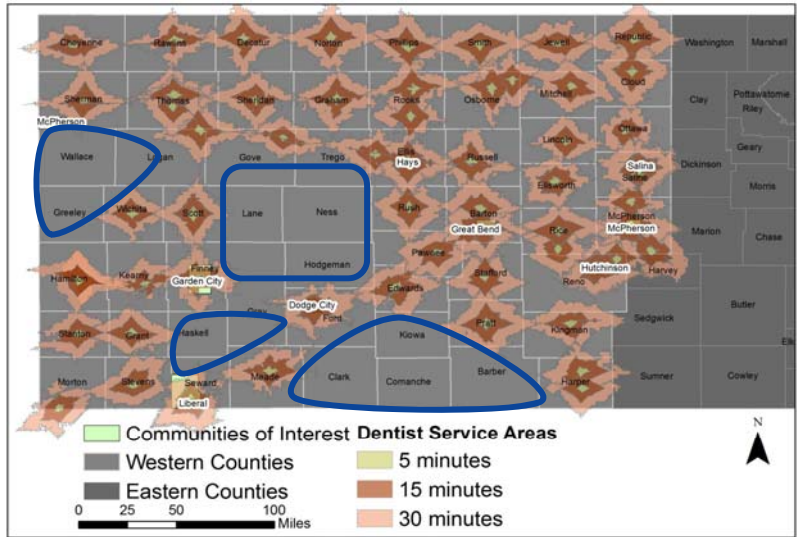 Cheyenne Rawlins Decatur Norton Phillips Smith Jewell Republic Washington Marshall
Cloud
Sherman Thomas Sheridan Graham Rooks Osborne Mitchell Clay Pottawatomie
Riley
McPherson
Ottawa
Wallace Logan Gove Trego Ellis Hays Russell Lincoln Salina Saline Dickinson Geary
Ellsworth Morris
Greeley Wichita Scott Lane Ness Rush Barton Great Bend Rice McPherson McPherson Marion Chase
Hodgeman Pawnee
Hamilton Kearny Finney Garden City Edwards Stafford Reno Hutchinson Harvey
Gray Dodge City Ford Butler
Stanton Grant Haskell Kiowa Pratt Kingman Sedgwick Elk
Morton Stevens Seward Meade Clark Comanche Barber Harper Sumner Cowley
Liberal
Communities of Interest
Western Counties
Eastern Counties
0 25 50 100
Miles
Dentist Service Areas
5 minutes
15 minutes
30 minutes
N